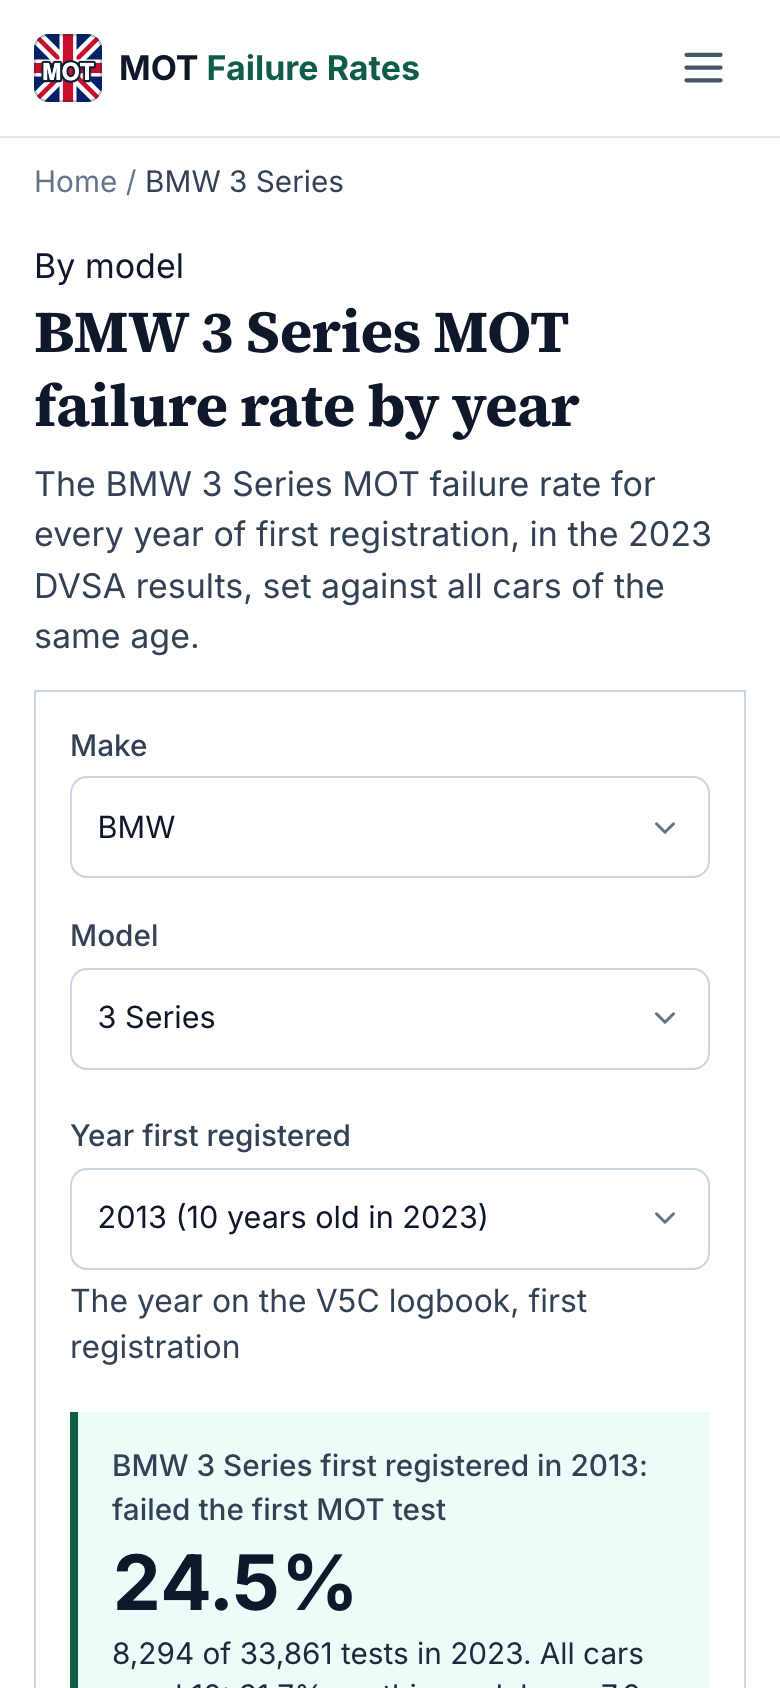 MOT
MOT Failure Rates
Home / BMW 3 Series
By model
BMW 3 Series MOT
failure rate by year
The BMW 3 Series MOT failure rate for
every year of first registration, in the 2023
DVSA results, set against all cars of the
same age.
Make
BMW
Model
3 Series
Year first registered
2013 (10 years old in 2023)
The year on the V5C logbook, first
registration
BMW 3 Series first registered in 2013:
failed the first MOT test
24.5%
8,294 of 33,861 tests in 2023. All cars